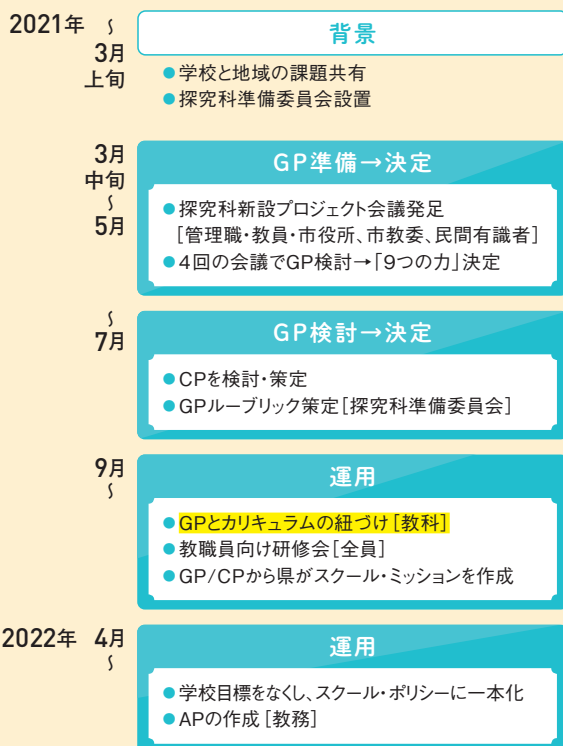 2021年 〜 3月 上旬
背景
●学校と地域の課題共有
●探究科準備委員会設置
3月 中旬 〜 5月
GP準備→決定
●探究科新設プロジェクト会議発足
[管理職・教員・市役所、市教委、民間有識者]
●4回の会議でGP検討→「9つの力」決定
〜 7月
GP検討→決定
●CPを検討・策定
●GPルーブリック策定[探究科準備委員会]
9月 〜
運用
●GPとカリキュラムの紐づけ[教科]
●教職員向け研修会[全員]
●GP/CPから県がスクール・ミッションを作成
2022年 4月 〜
運用
●学校目標をなくし、スクール・ポリシーに一本化
●APの作成[教務]